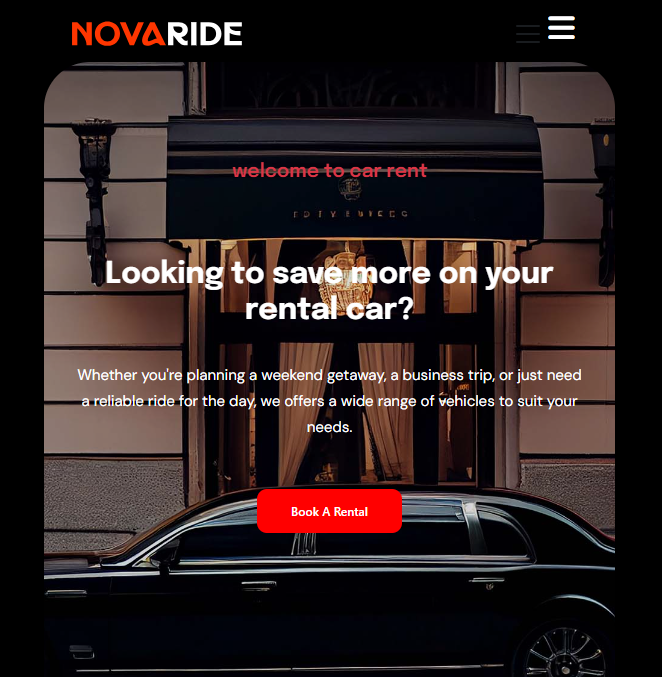 NOVARIDE
welcome to car rent
Looking to save more on your
rental car?
Whether you're planning a weekend getaway, a business trip, or just need
a reliable ride for the day, we offers a wide range of vehicles to suit your
needs.
Book A Rental